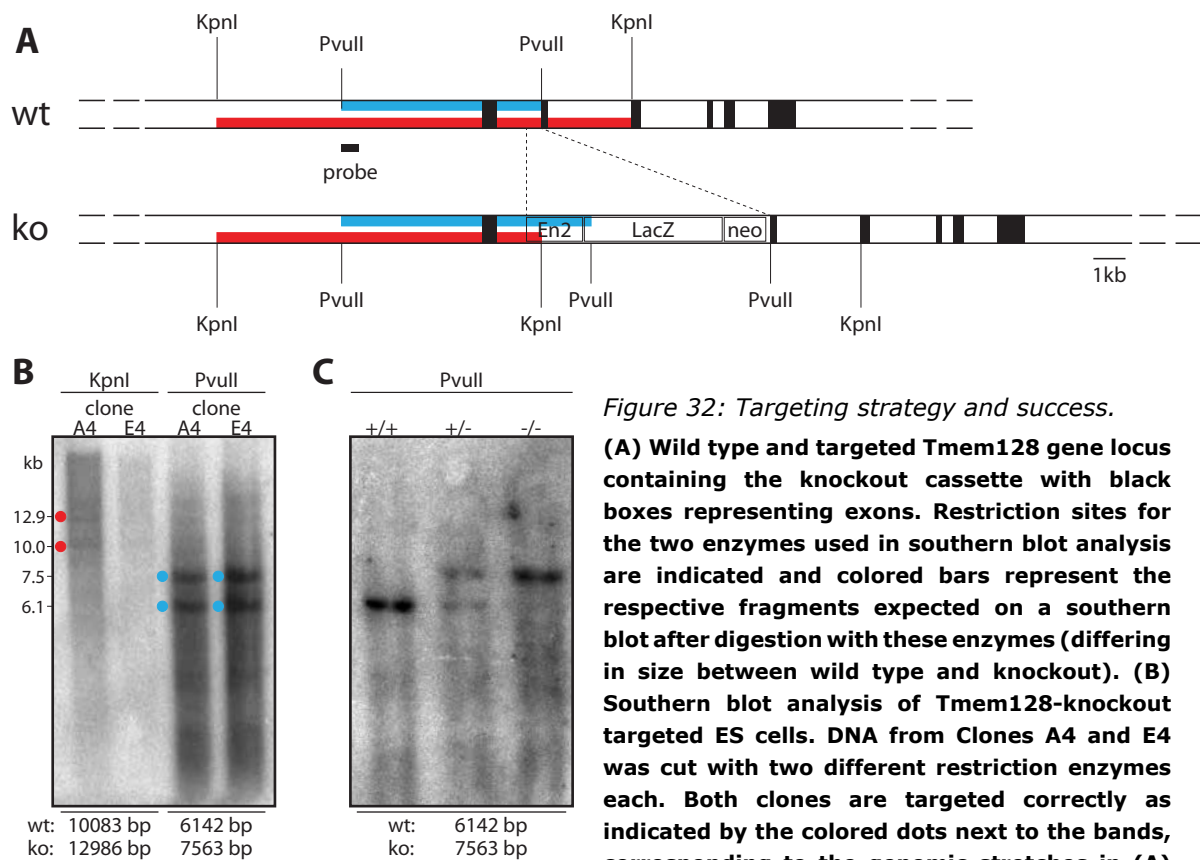 A
KpnI
PvuII
PvuII
KpnI
wt
probe
ko
En2
LacZ
neo
1kb
PvuII
PvuII
PvuII
KpnI
KpnI
KpnI
B
KpnI
PvuII
clone
clone
A4
E4
A4
E4
kb
12.9
10.0
7.5
6.1
wt: 10083 bp
6142 bp
ko: 12986 bp
7563 bp
C
PvuII
+/+
+/-
-/-
wt: 6142 bp
ko: 7563 bp
Figure 32: Targeting strategy and success.
(A) Wild type and targeted Tmem128 gene locus
containing the knockout cassette with black
boxes representing exons. Restriction sites for
the two enzymes used in southern blot analysis
are indicated and colored bars represent the
respective fragments expected on a southern
blot after digestion with these enzymes (differing
in size between wild type and knockout). (B)
Southern blot analysis of Tmem128-knockout
targeted ES cells. DNA from Clones A4 and E4
was cut with two different restriction enzymes
each. Both clones are targeted correctly as
indicated by the colored dots next to the bands,
corresponding to the genomic stretches in (A)